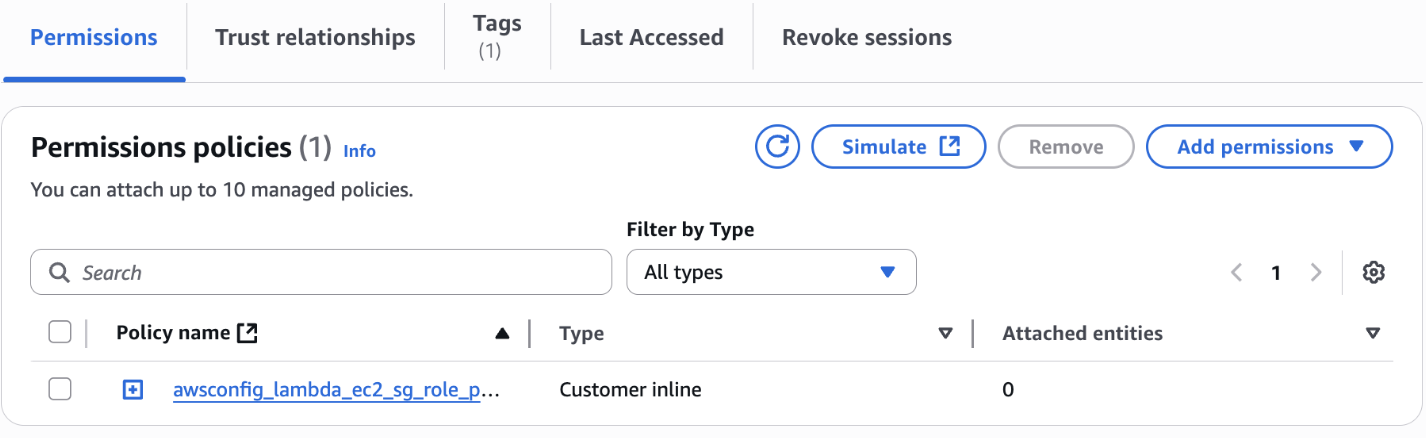 Permissions
Trust relationships
Tags
(1)
Last Accessed
Revoke sessions
Permissions policies (1) Info
Simulate
Remove
Add permissions
You can attach up to 10 managed policies.
Filter by Type
Search
All types
1
Policy name
Type
Attached entities
awsconfig_lambda_ec2_sg_role_p...
Customer inline
0